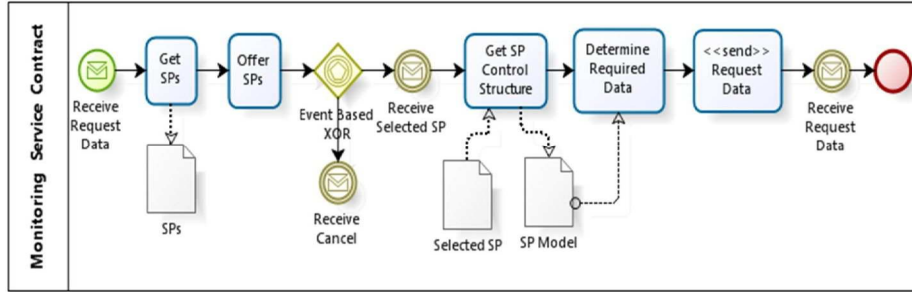 Monitoring Service Contract
Receive
Request
Data
Get
SPs
SPs
Offer
SPs
Event Based
XOR
Receive
Cancel
Receive
Selected SP
Get SP
Control
Structure
Selected SP
SP Model
Determine
Required
Data
<<send>>
Request
Data
Receive
Request
Data